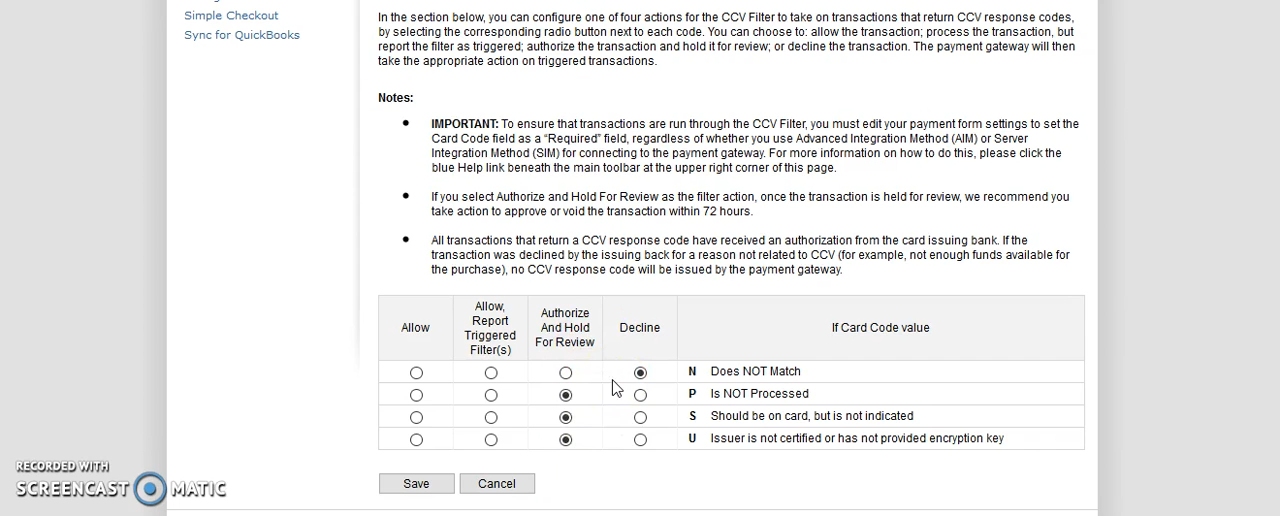 Simple Checkout
Sync for QuickBooks
In the section below, you can configure one of four actions for the CCV Filter to take on transactions that return CCV response codes,
by selecting the corresponding radio button next to each code. You can choose to: allow the transaction; process the transaction, but
report the filter as triggered; authorize the transaction and hold it for review; or decline the transaction. The payment gateway will then
take the appropriate action on triggered transactions.
Notes:
IMPORTANT: To ensure that transactions are run through the CCV Filter, you must edit your payment form settings to set the
Card Code field as a “Required” field, regardless of whether you use Advanced Integration Method (AIM) or Server
Integration Method (SIM) for connecting to the payment gateway. For more information on how to do this, please click the
blue Help link beneath the main toolbar at the upper right corner of this page.
If you select Authorize and Hold For Review as the filter action, once the transaction is held for review, we recommend you
take action to approve or void the transaction within 72 hours.
All transactions that return a CCV response code have received an authorization from the card issuing bank. If the
transaction was declined by the issuing back for a reason not related to CCV (for example, not enough funds available for
the purchase), no CCV response code will be issued by the payment gateway.
Allow
Allow,
Report
Triggered
Filter(s)
Authorize
And Hold
For Review
Decline
If Card Code value
N Does NOT Match
P Is NOT Processed
S Should be on card, but is not indicated
U Issuer is not certified or has not provided encryption key
Save
Cancel
RECORDED WITH
SCREENCAST MATIC